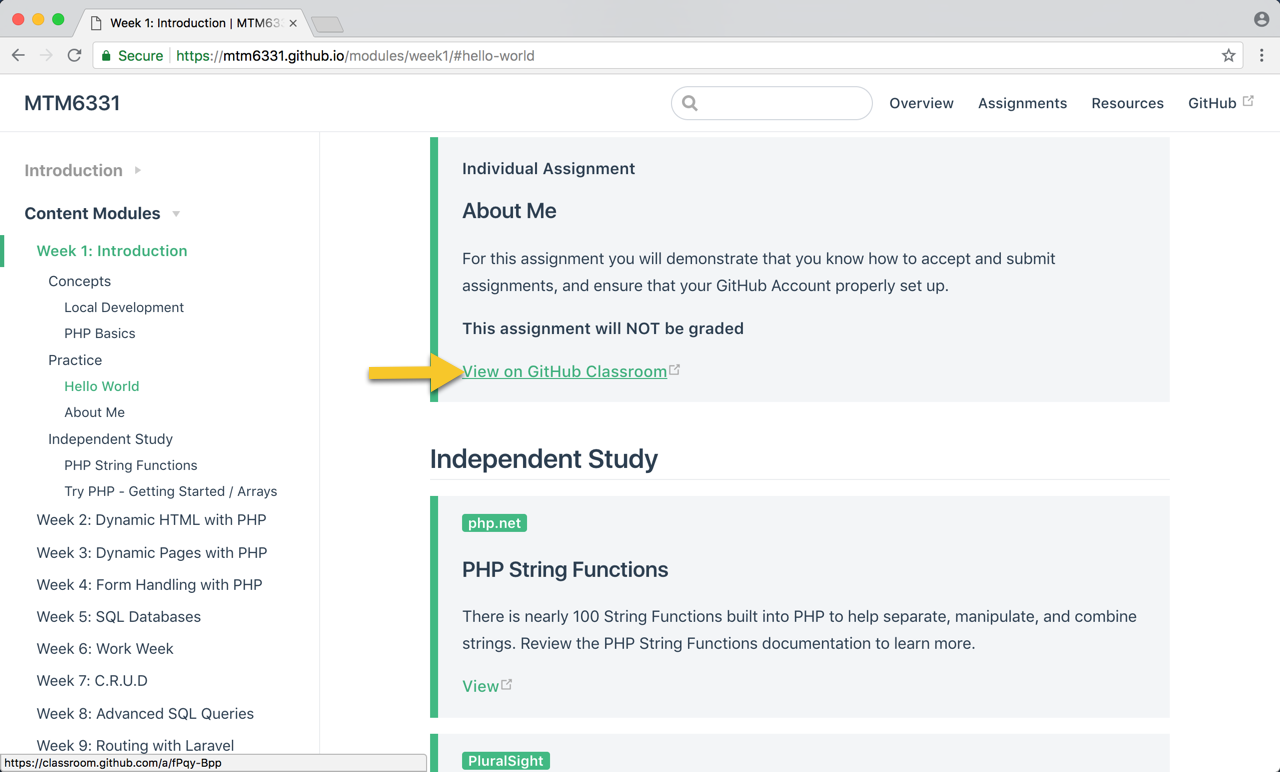 Week 1: Introduction | MTM63
Secure https://mtm6331.github.io/modules/week1/#hello-world
MTM6331
Overview
Assignments
Resources
GitHub
Introduction
Content Modules
Week 1: Introduction
Concepts
Local Development
PHP Basics
Practice
Hello World
About Me
Independent Study
PHP String Functions
Try PHP - Getting Started / Arrays
Week 2: Dynamic HTML with PHP
Week 3: Dynamic Pages with PHP
Week 4: Form Handling with PHP
Week 5: SQL Databases
Week 6: Work Week
Week 7: C.R.U.D
Week 8: Advanced SQL Queries
Week 9: Routing with Laravel
Individual Assignment
About Me
For this assignment you will demonstrate that you know how to accept and submit
assignments, and ensure that your GitHub Account properly set up.
This assignment will NOT be graded
View on GitHub Classroom
Independent Study
php.net
PHP String Functions
There is nearly 100 String Functions built into PHP to help separate, manipulate, and combine
strings. Review the PHP String Functions documentation to learn more.
View
PluralSight
https://classroom.github.com/a/fPqy-Bpp